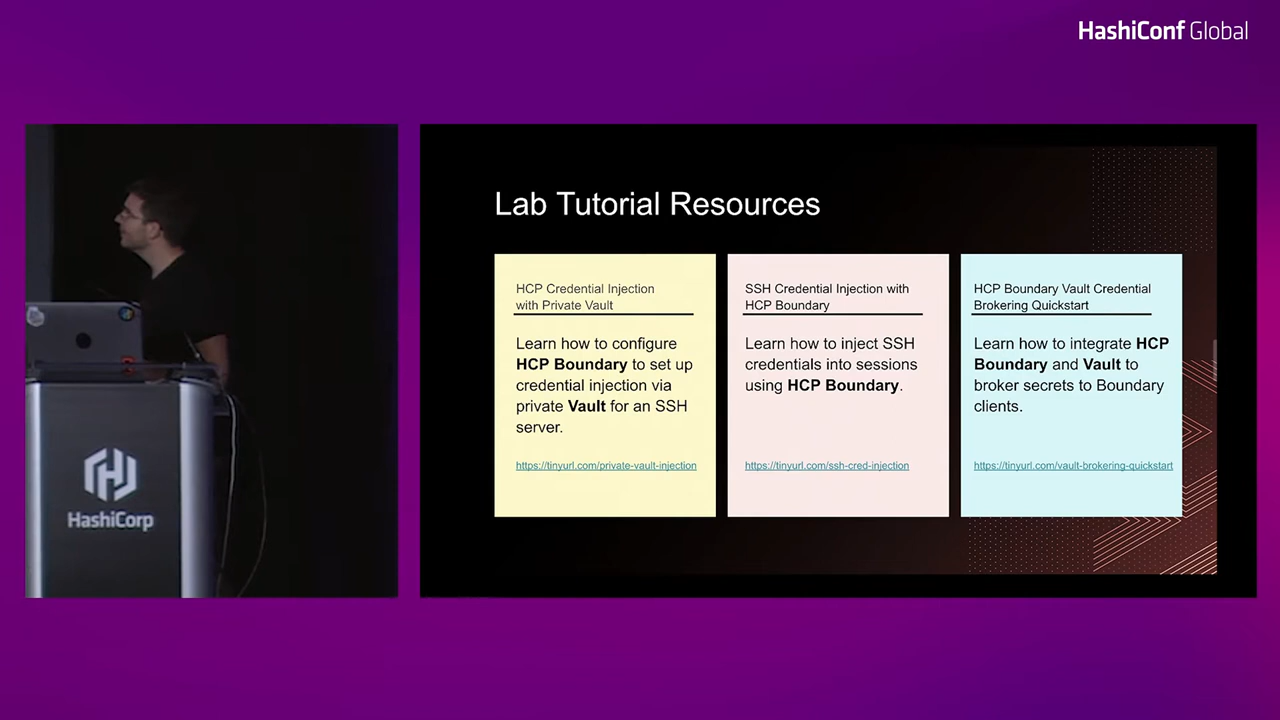 HashiConf Global
Lab Tutorial Resources
HCP Credential Injection
with Private Vault
Learn how to configure
HCP Boundary to set up
credential injection via
private Vault for an SSH
server.
https://tinyurl.com/private-vault-injection
SSH Credential Injection with
HCP Boundary
Learn how to inject SSH
credentials into sessions
using HCP Boundary.
https://tinyurl.com/ssh-cred-injection
HCP Boundary Vault Credential
Brokering Quickstart
Learn how to integrate HCP
Boundary and Vault to
broker secrets to Boundary
clients.
https://tinyurl.com/vault-brokering-quickstart
HashiCorp